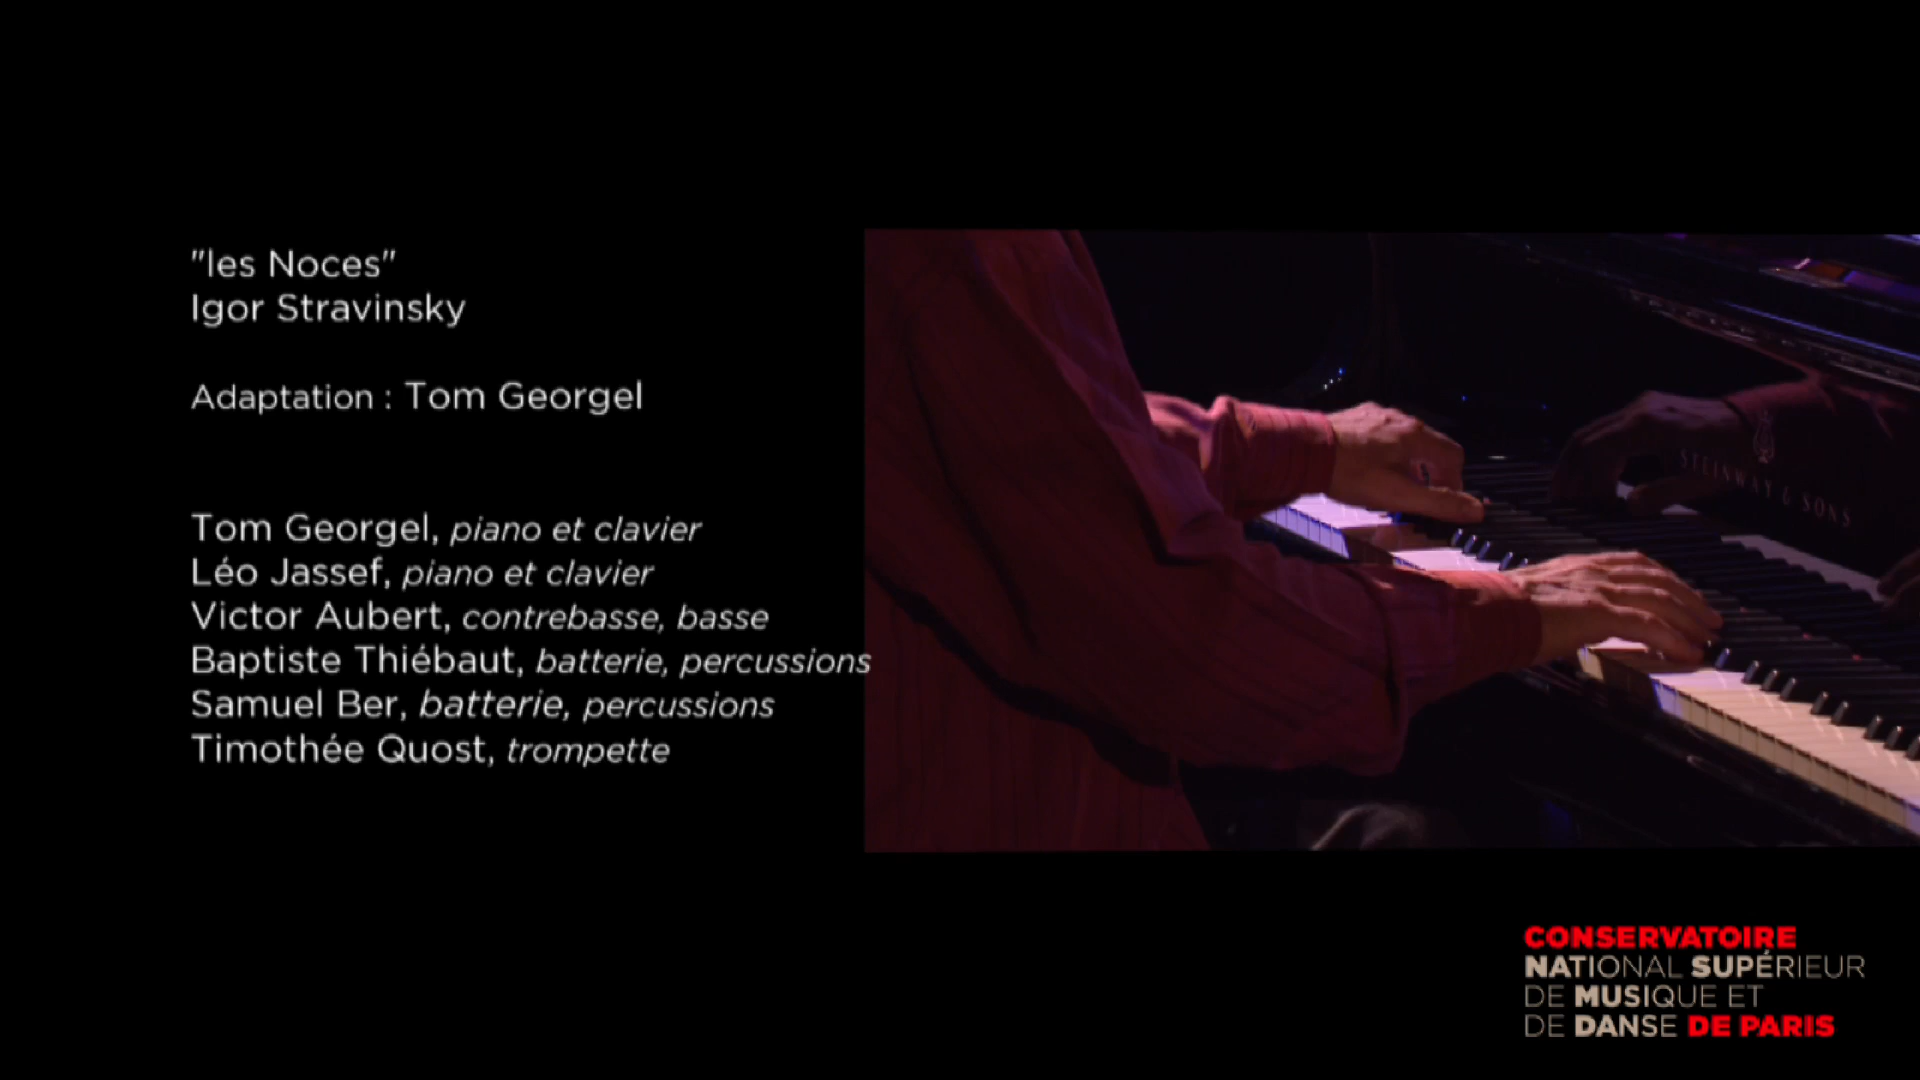 "les Noces"
Igor Stravinsky
Adaptation : Tom Georgel
Tom Georgel, piano et clavier
Léo Jassef, piano et clavier
Victor Aubert, contrebasse, basse
Baptiste Thiébaut, batterie, percussions
Samuel Ber, batterie, percussions
Timothée Quost, trompette
STEINWAY & SONS
CONSERVATOIRE
NATIONAL SUPÉRIEUR
DE MUSIQUE ET
DE DANSE DE PARIS